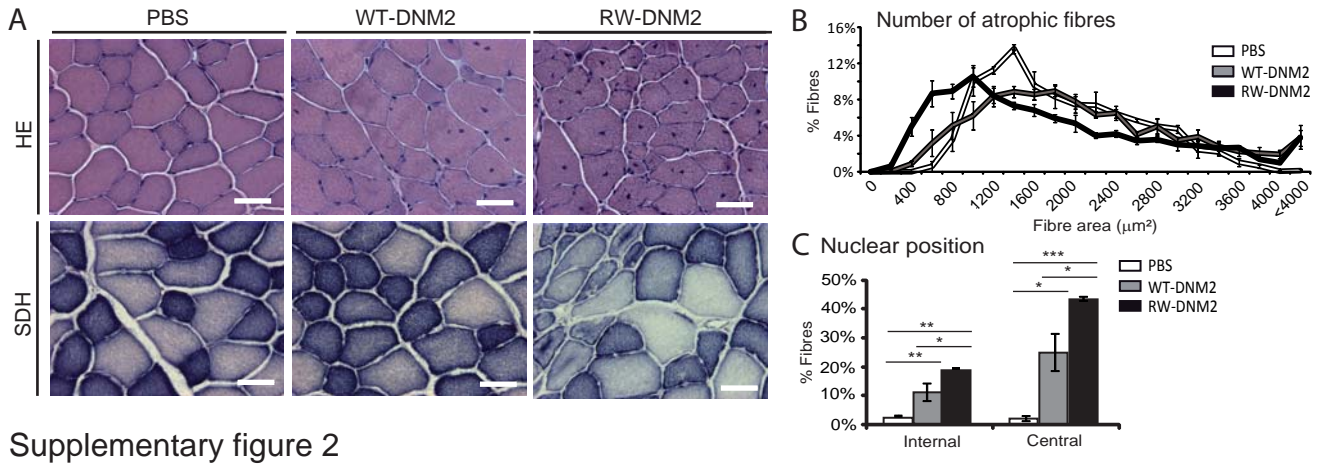 A
PBS
WT-DNM2
RW-DNM2
HE
SDH
B
Number of atrophic fibres
16%
12%
8%
4%
0%
% Fibres
0
400
800
1200
1600
2000
2400
2800
3200
3600
4000
<4000
Fibre area (µm²)
PBS
WT-DNM2
RW-DNM2
C Nuclear position
50%
40%
30%
20%
10%
0%
% Fibres
**
*
**
***
*
*
Internal
Central
PBS
WT-DNM2
RW-DNM2
Supplementary figure 2